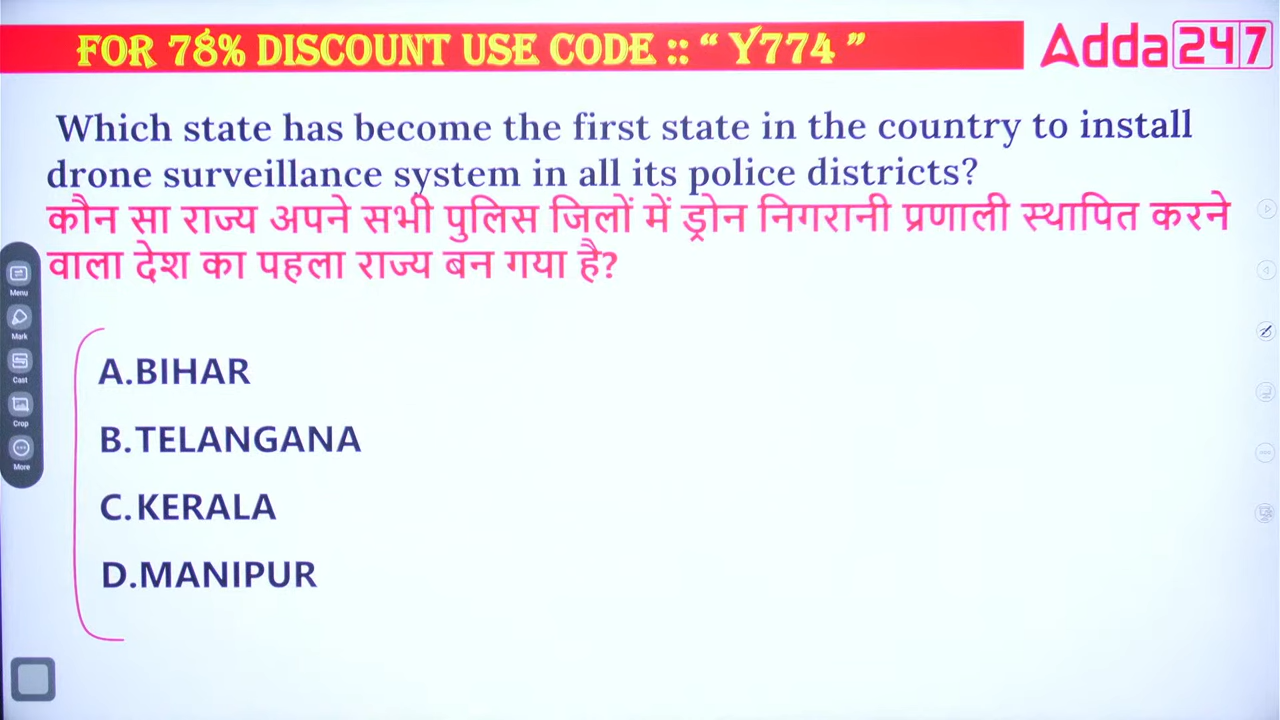 FOR 78% DISCOUNT USE CODE :: “ Y774 ”
Adda247
Which state has become the first state in the country to install
drone surveillance system in all its police districts?
कौन सा राज्य अपने सभी पुलिस जिलों में ड्रोन निगरानी प्रणाली स्थापित करने
वाला देश का पहला राज्य बन गया है?
Menu
Mark
Cast
Crop
More
A.BIHAR
B.TELANGANA
C.KERALA
D.MANIPUR